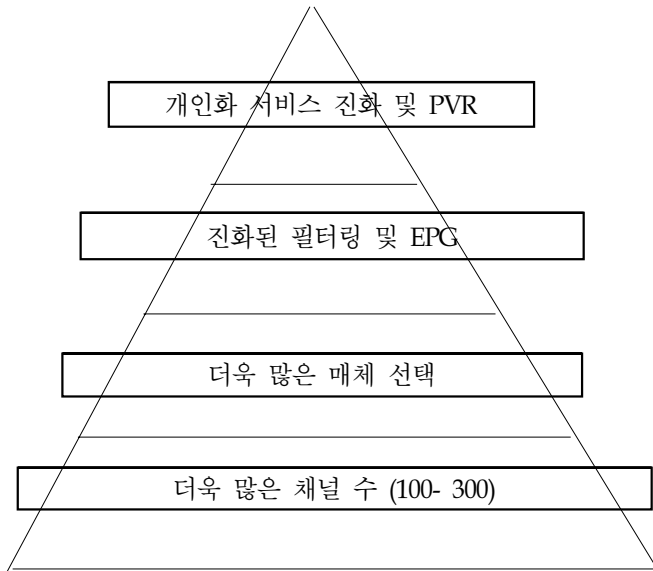 개인화 서비스 진화 및 PVR
진화된 필터링 및 EPG
더욱 많은 매체 선택
더욱 많은 채널 수 (100- 300)